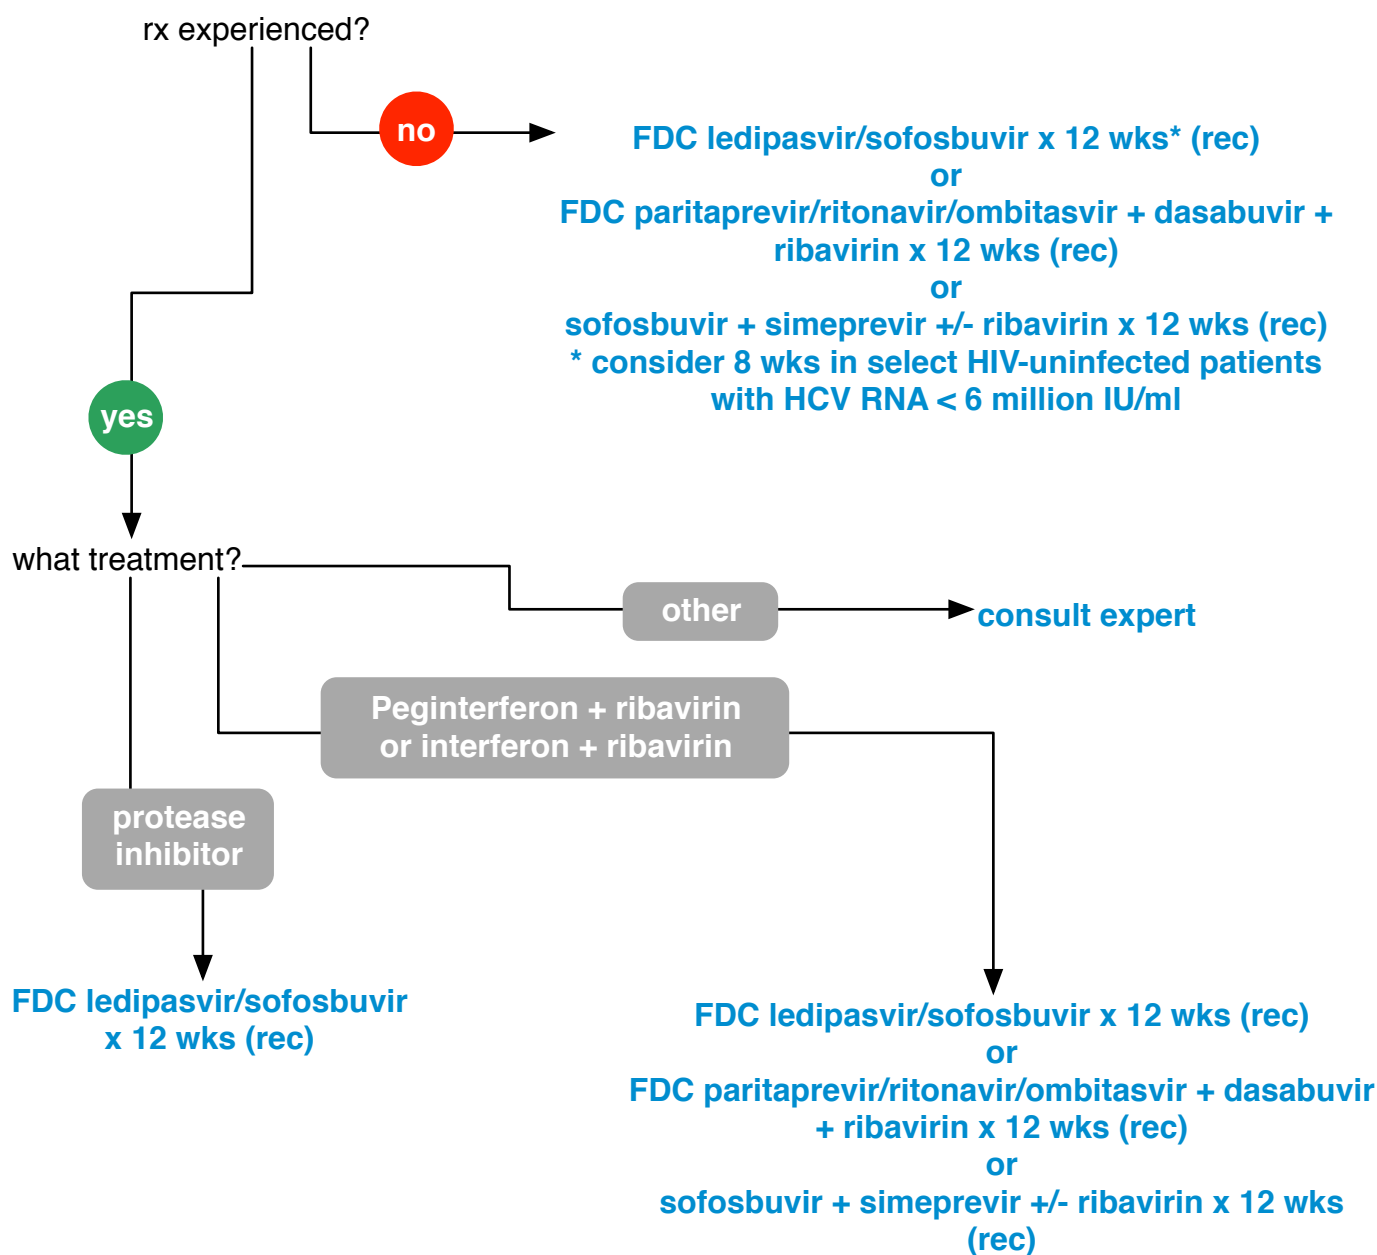 rx experienced?
no
FDC ledipasvir/sofosbuvir x 12 wks* (rec)
or
FDC paritaprevir/ritonavir/ombitasvir + dasabuvir +
ribavirin x 12 wks (rec)
or
sofosbuvir + simeprevir +/- ribavirin x 12 wks (rec)
* consider 8 wks in select HIV-uninfected patients
with HCV RNA < 6 million IU/ml
yes
what treatment?
other
consult expert
Peginterferon + ribavirin
or interferon + ribavirin
protease
inhibitor
FDC ledipasvir/sofosbuvir
x 12 wks (rec)
FDC ledipasvir/sofosbuvir x 12 wks (rec)
or
FDC paritaprevir/ritonavir/ombitasvir + dasabuvir
+ ribavirin x 12 wks (rec)
or
sofosbuvir + simeprevir +/- ribavirin x 12 wks
(rec)